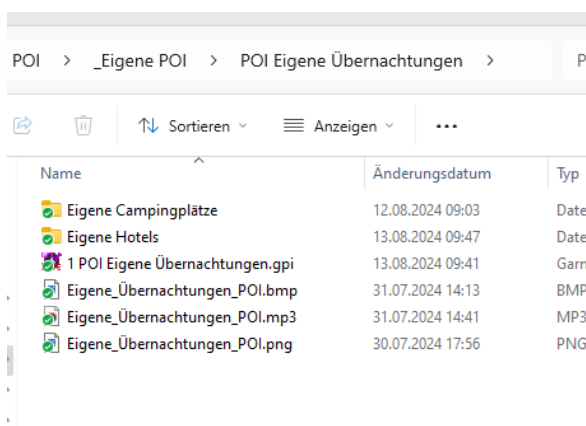 POI > _Eigene POI > POI Eigene Übernachtungen > P
Sortieren Anzeigen ...
Name Änderungsdatum Typ
Eigene Campingplätze 12.08.2024 09:03 Date
Eigene Hotels 13.08.2024 09:47 Date
1 POI Eigene Übernachtungen.gpi 13.08.2024 09:41 Garn
Eigene_Übernachtungen_POI.bmp 31.07.2024 14:13 BMP
Eigene_Übernachtungen_POI.mp3 31.07.2024 14:41 MP3
Eigene_Übernachtungen_POI.png 30.07.2024 17:56 PNG